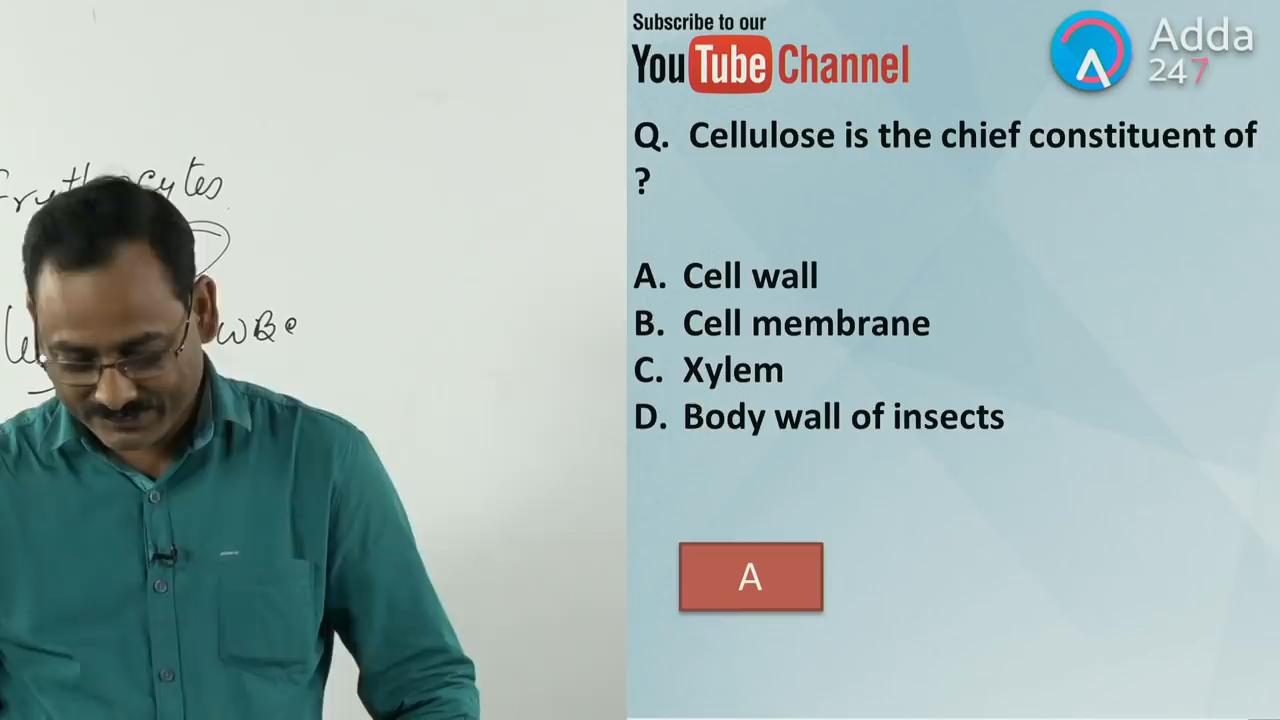 Subscribe to our
YouTube Channel
Adda
247
Q. Cellulose is the chief constituent of
?
A. Cell wall
B. Cell membrane
C. Xylem
D. Body wall of insects
A